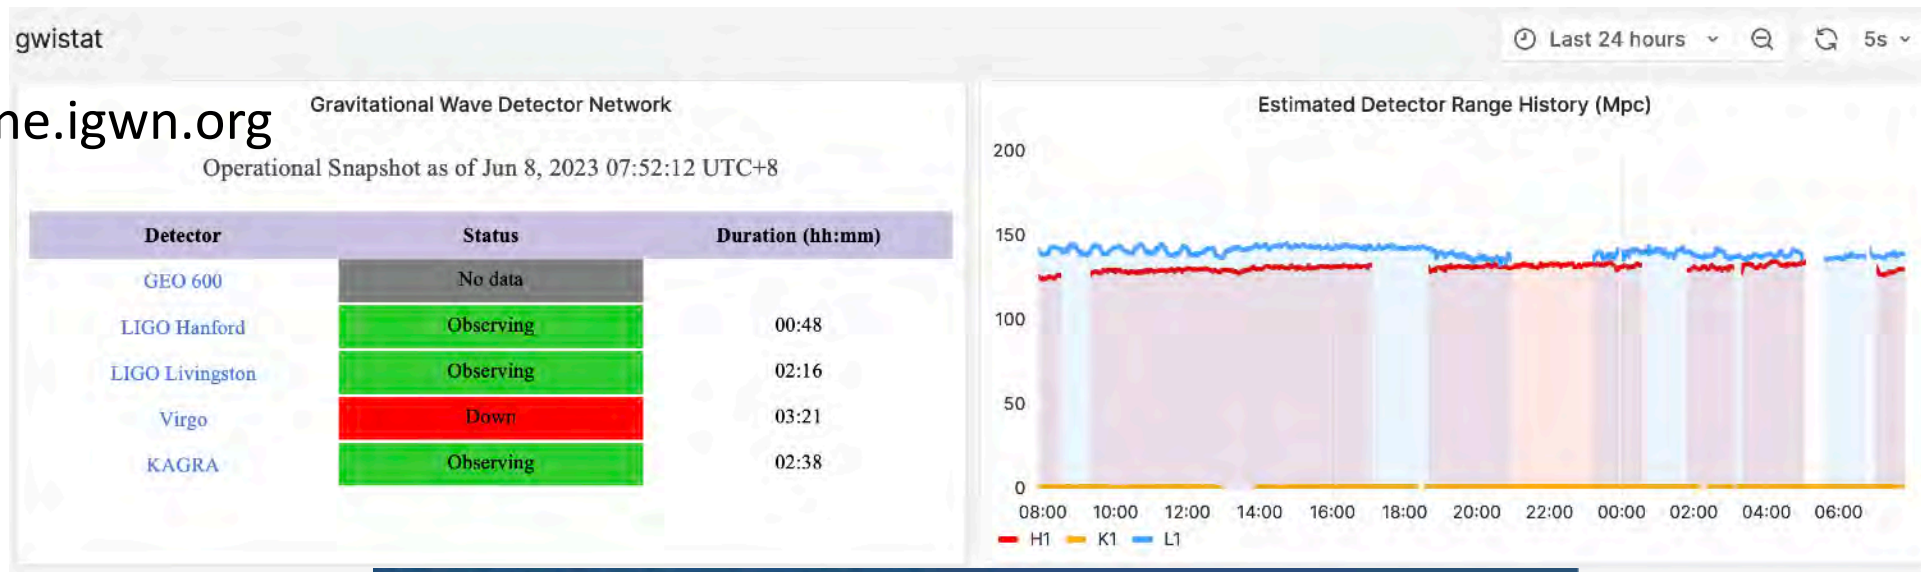 gwistat
Last 24 hours
5s
ne.igwn.org
Gravitational Wave Detector Network
Operational Snapshot as of Jun 8, 2023 07:52:12 UTC+8
Detector Status Duration (hh:mm)
GEO 600 No data
LIGO Hanford Observing 00:48
LIGO Livingston Observing 02:16
Virgo Down 03:21
KAGRA Observing 02:38
Estimated Detector Range History (Mpc)
200
150
100
50
0
08:00 10:00 12:00 14:00 16:00 18:00 20:00 22:00 00:00 02:00 04:00 06:00
H1 K1 L1